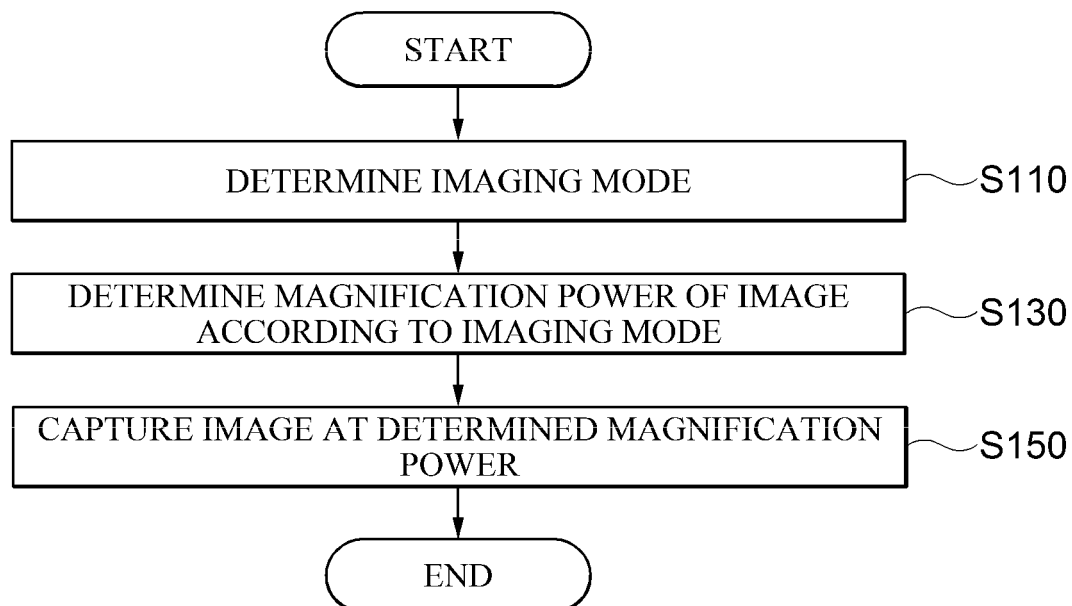 START
DETERMINE IMAGING MODE
S110
DETERMINE MAGNIFICATION POWER OF IMAGE
ACCORDING TO IMAGING MODE
S130
CAPTURE IMAGE AT DETERMINED MAGNIFICATION
POWER
S150
END